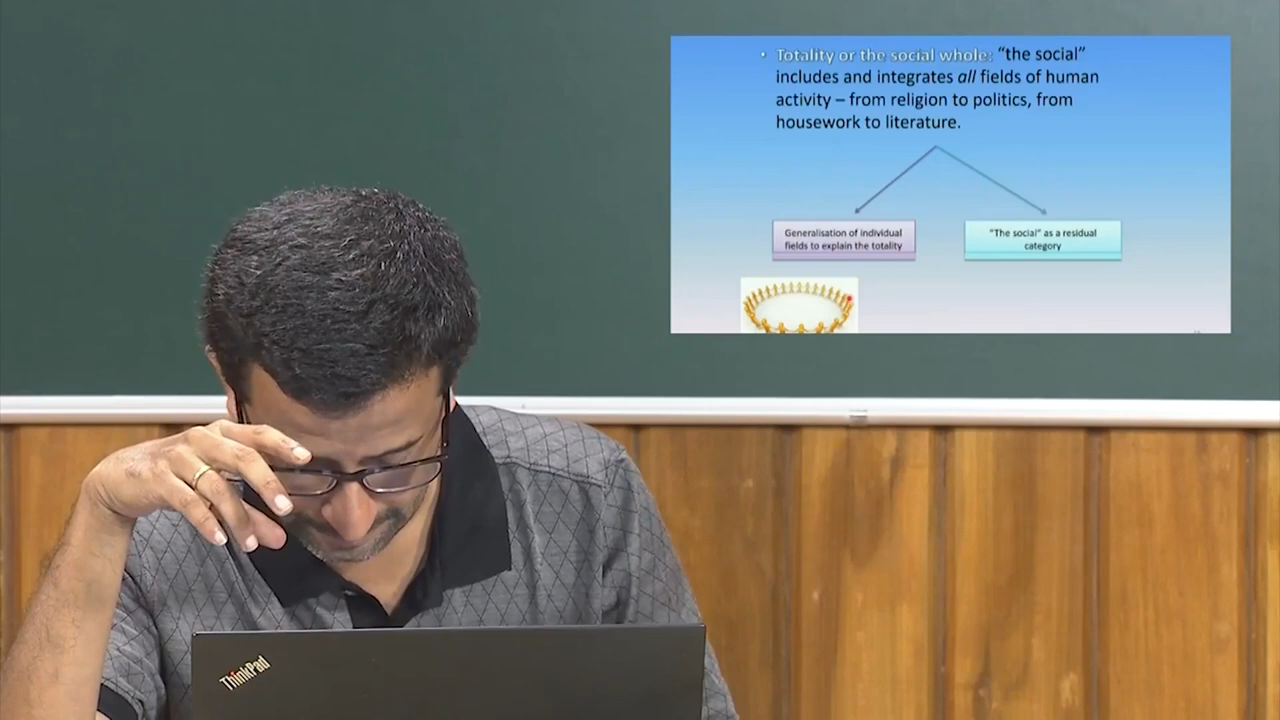 • Totality or the social whole: “the social”
includes and integrates all fields of human
activity – from religion to politics, from
housework to literature.
Generalisation of individual
fields to explain the totality
“The social” as a residual
category
ThinkPad